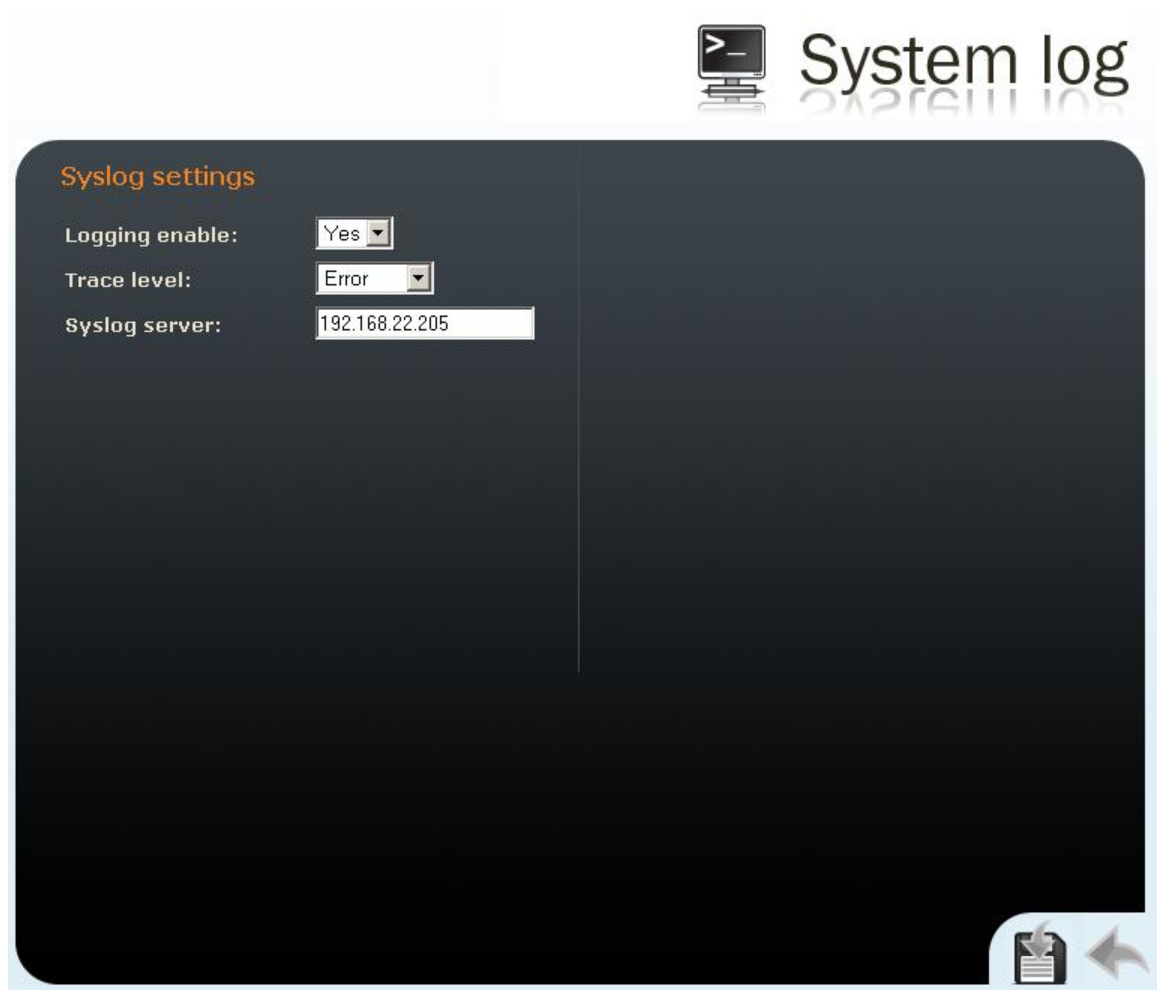 >_ System log
Syslog settings
Logging enable: Yes
Trace level: Error
Syslog server: 192.168.22.205